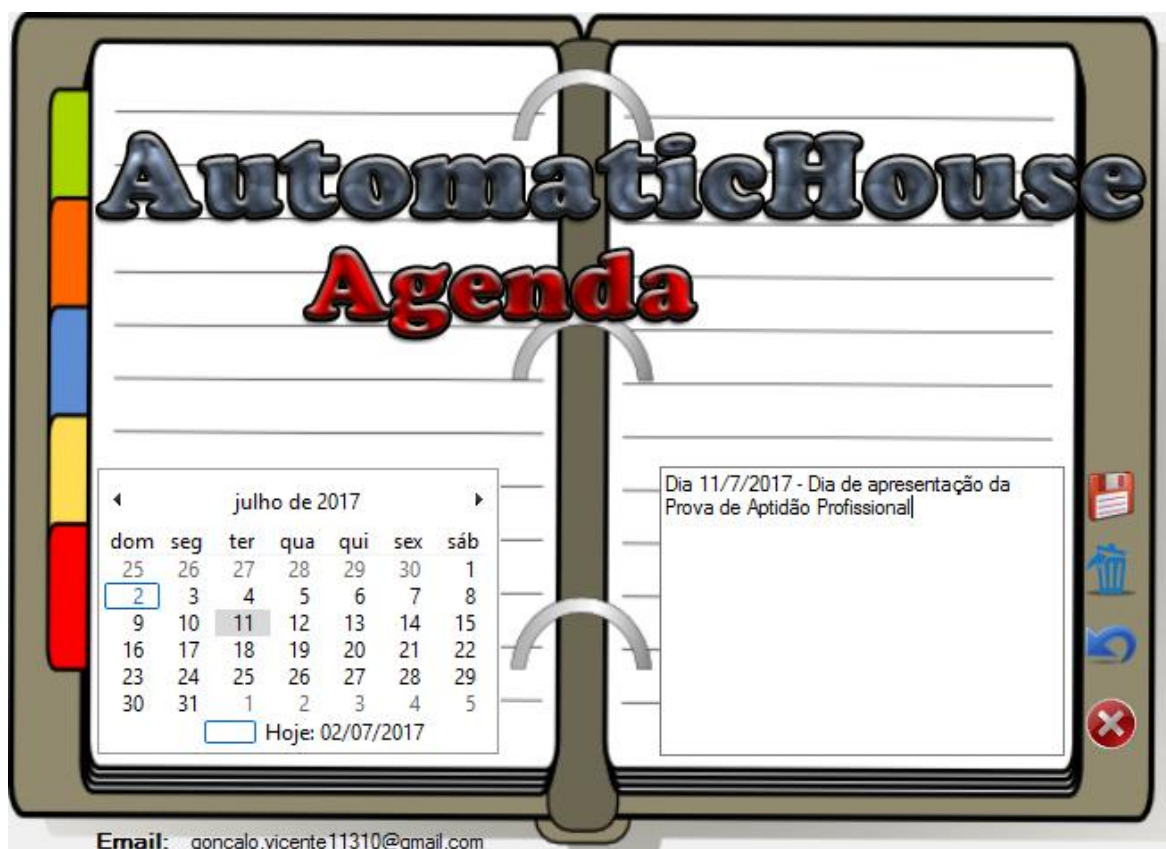 AutomaticHouse
Agenda
julho de 2017
dom seg ter qua qui sex sáb
25 26 27 28 29 30 1
2 3 4 5 6 7 8
9 10 11 12 13 14 15
16 17 18 19 20 21 22
23 24 25 26 27 28 29
30 31 1 2 3 4 5
Hoje: 02/07/2017
Dia 11/7/2017 - Dia de apresentação da
Prova de Aptidão Profissional
Email: goncalo.vicente11310@gmail.com